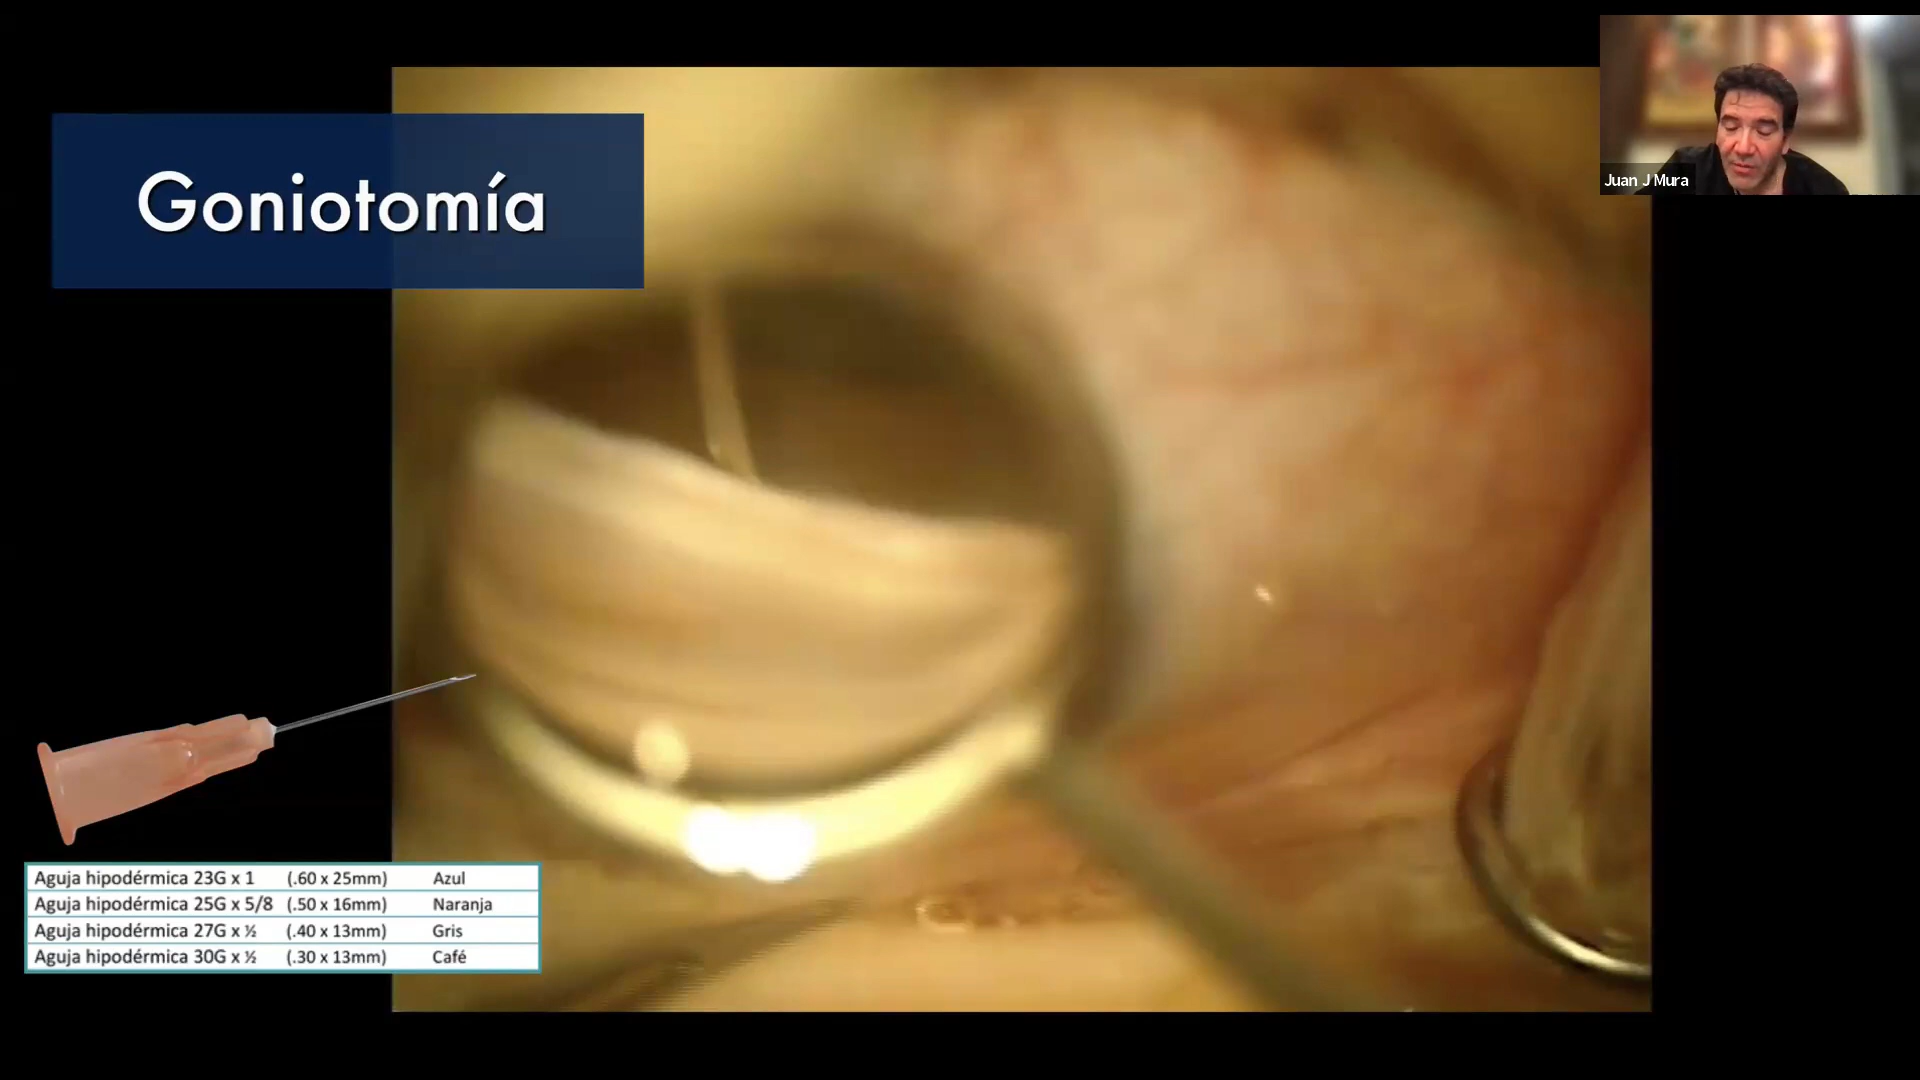 Juan J Mura
Goniotomía
Aguja hipodérmica 23G x 1 (.60 x 25mm) Azul
Aguja hipodérmica 25G x 5/8 (.50 x 16mm) Naranja
Aguja hipodérmica 27G x ½ (.40 x 13mm) Gris
Aguja hipodérmica 30G x ½ (.30 x 13mm) Café